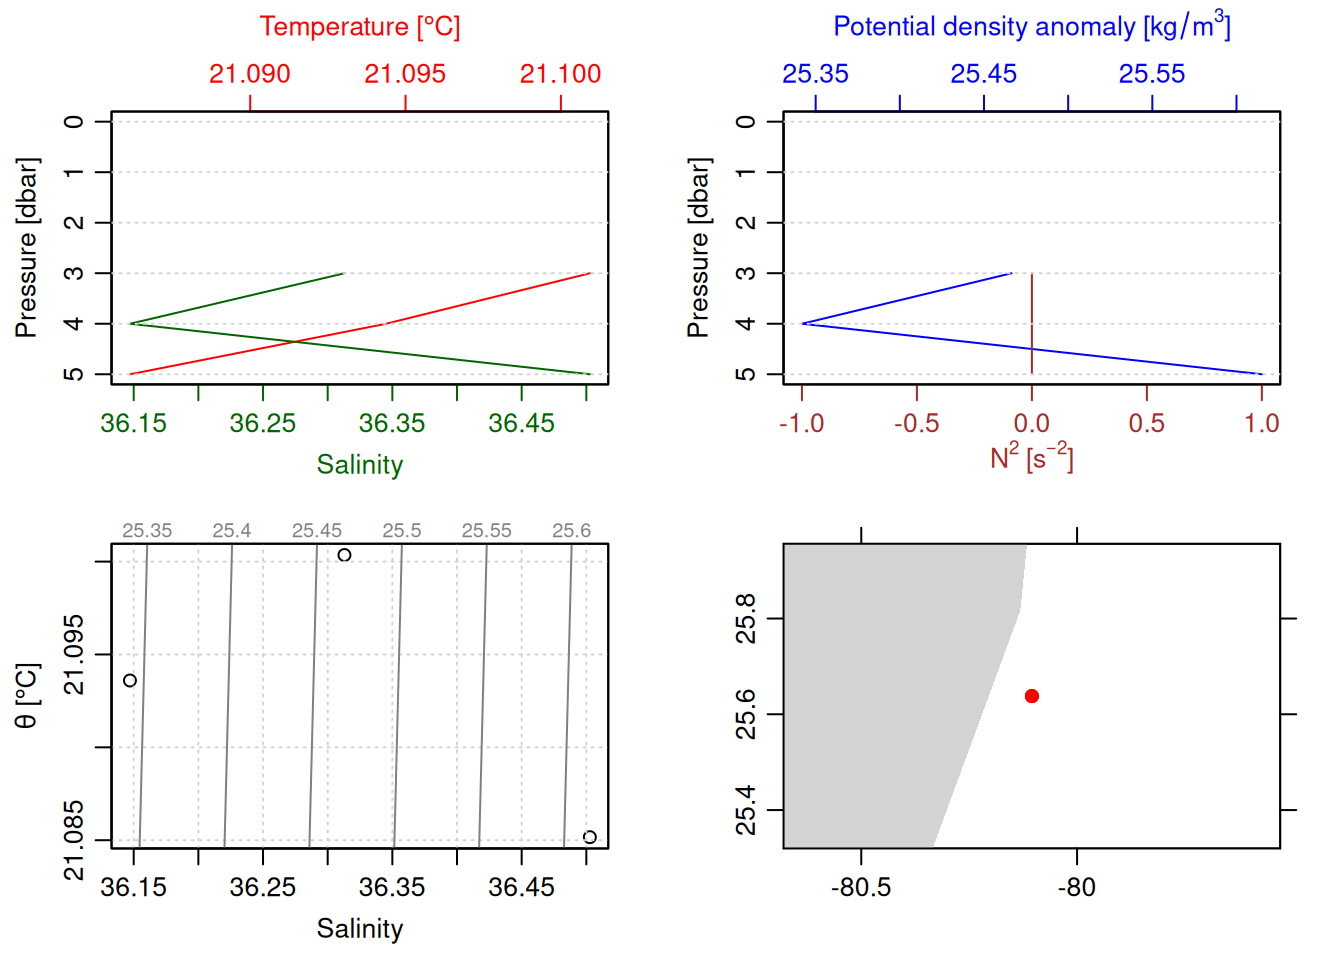 Temperature [°C]
21.090 21.095 21.100
Pressure [dbar]
0
1
2
3
4
5
36.15 36.25 36.35 36.45
Salinity
Potential density anomaly [kg/m³]
25.35 25.45 25.55
Pressure [dbar]
0
1
2
3
4
5
-1.0 -0.5 0.0 0.5 1.0
N² [s⁻²]
25.35 25.4 25.45 25.5 25.55 25.6
θ [°C]
21.095
21.085
36.15 36.25 36.35 36.45
Salinity
25.8
25.6
25.4
-80.5 -80